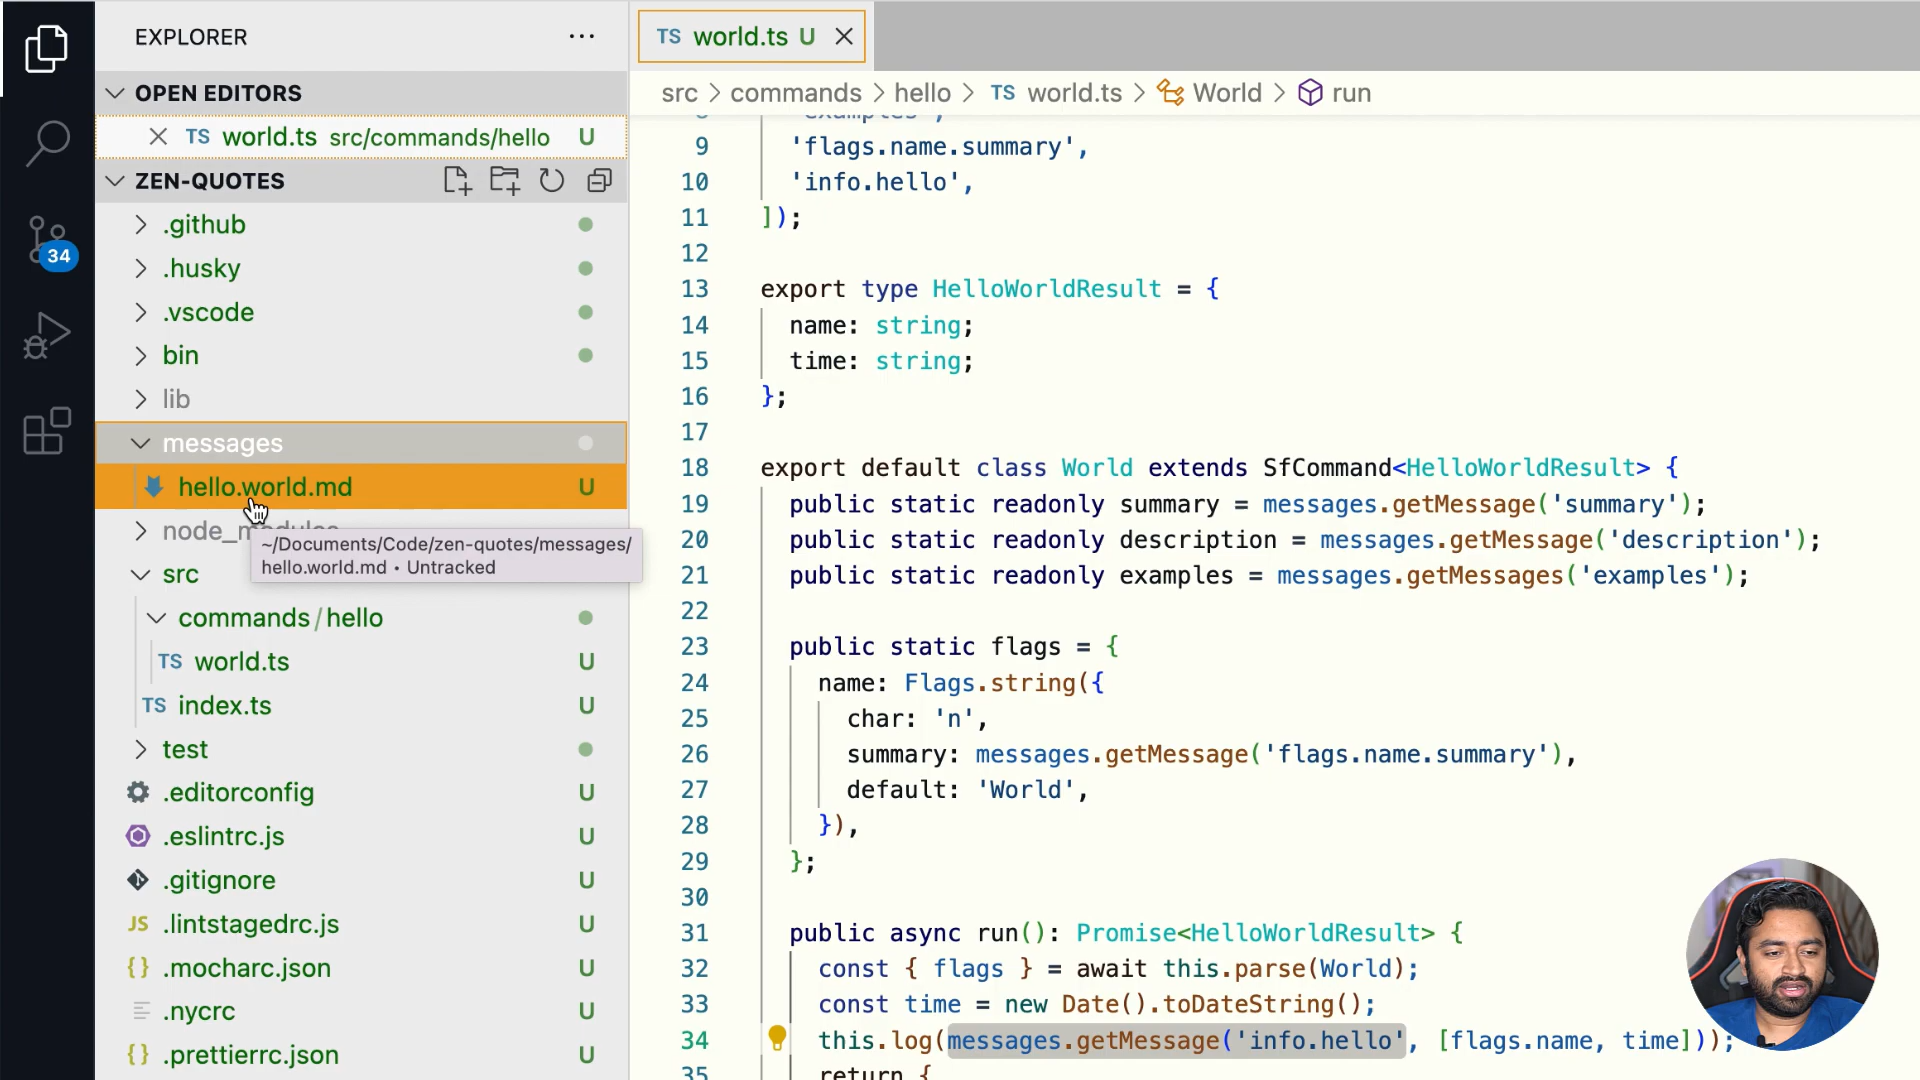 EXPLORER
OPEN EDITORS
TS world.ts src/commands/hello U
ZEN-QUOTES
.github
.husky
34
.vscode
bin
lib
messages
hello.world.md U
~/Documents/Code/zen-quotes/messages/
hello.world.md • Untracked
src
commands/hello
TS world.ts U
TS index.ts U
test
.editorconfig U
.eslintrc.js U
.gitignore U
JS .lintstagedrc.js U
{} .mocharc.json U
.nycrc U
{} .prettierrc.json U
TS world.ts U
src > commands > hello > TS world.ts > World > run
9 'flags.name.summary',
10 'info.hello',
11 ]);
12
13 export type HelloWorldResult = {
14 name: string;
15 time: string;
16 };
17
18 export default class World extends SfCommand<HelloWorldResult> {
19 public static readonly summary = messages.getMessage('summary');
20 public static readonly description = messages.getMessage('description');
21 public static readonly examples = messages.getMessages('examples');
22
23 public static flags = {
24 name: Flags.string({
25 char: 'n',
26 summary: messages.getMessage('flags.name.summary'),
27 default: 'World',
28 }),
29 };
30
31 public async run(): Promise<HelloWorldResult> {
32 const { flags } = await this.parse(World);
33 const time = new Date().toDateString();
34 this.log(messages.getMessage('info.hello', [flags.name, time]));
35 return {